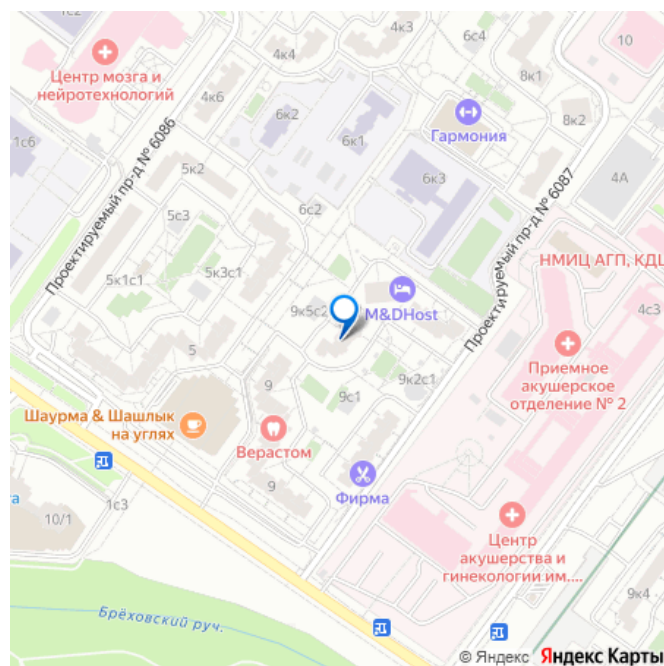 1с2
Центр мозга и
нейротехнологий
4к4
4к6
4к2
6с4
10
8к1
8к2
6к2
6к1
Гармония
6к3
4А
1с6
Проектируемый пр-д № 6086
5к2
5с3
6с2
5к3с1
5к1с1
Проектируемый пр-д № 6087
НМИЦ АГП, КДЦ
4с3
9к5с2
M&DHost
Приемное
акушерское
отделение № 2
5
9
9с1
9к2с1
Шаурма & Шашлык
на углях
Верастом
9
Фирма
1с3
10/1
Центр
акушерства и
гинекологии им....
9к4
Брёховский руч.
© Яндекс Яндекс Карты